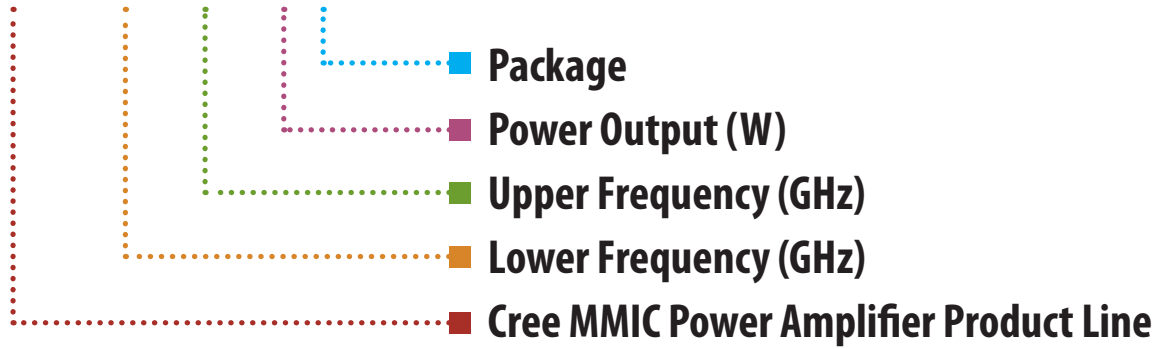 Package
Power Output (W)
Upper Frequency (GHz)
Lower Frequency (GHz)
Cree MMIC Power Amplifier Product Line